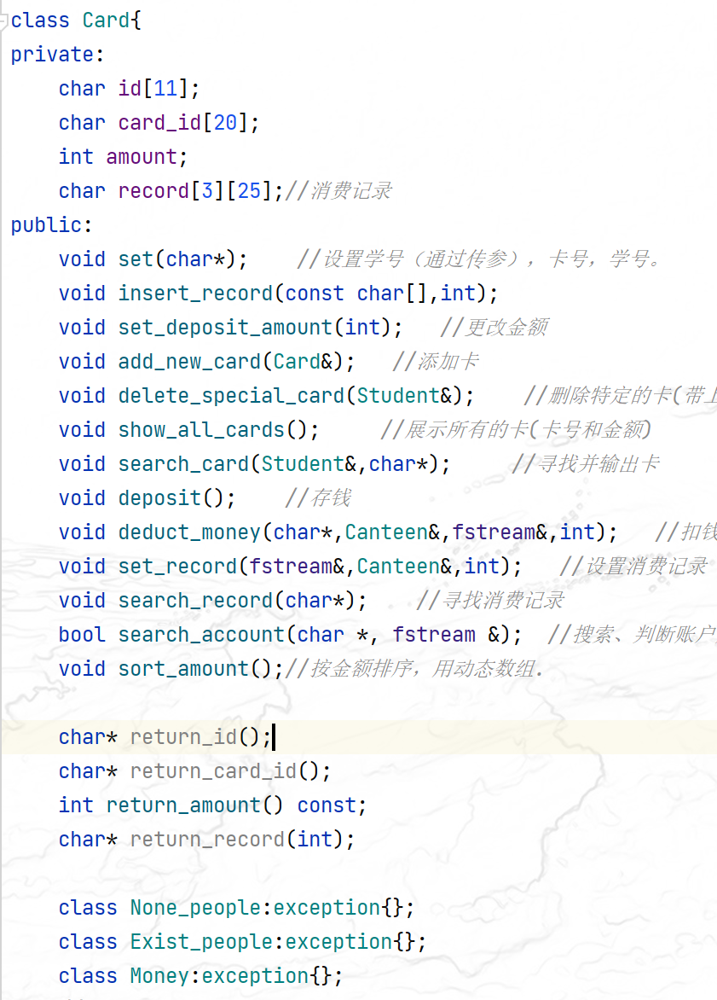 class Card{
private:
    char id[11];
    char card_id[20];
    int amount;
    char record[3][25];//消费记录
public:
    void set(char*);    //设置学号（通过传参），卡号，学号。
    void insert_record(const char[],int);
    void set_deposit_amount(int);   //更改金额
    void add_new_card(Card&);   //添加卡
    void delete_special_card(Student&);    //删除特定的卡(带上
    void show_all_cards();     //展示所有的卡(卡号和金额)
    void search_card(Student&,char*);     //寻找并输出卡
    void deposit();    //存钱
    void deduct_money(char*,Canteen&,fstream&,int);   //扣钱
    void set_record(fstream&,Canteen&,int);   //设置消费记录
    void search_record(char*);    //寻找消费记录
    bool search_account(char *, fstream &);  //搜索、判断账户
    void sort_amount();//按金额排序，用动态数组.
    char* return_id();
    char* return_card_id();
    int return_amount() const;
    char* return_record(int);
    class None_people:exception{};
    class Exist_people:exception{};
    class Money:exception{};